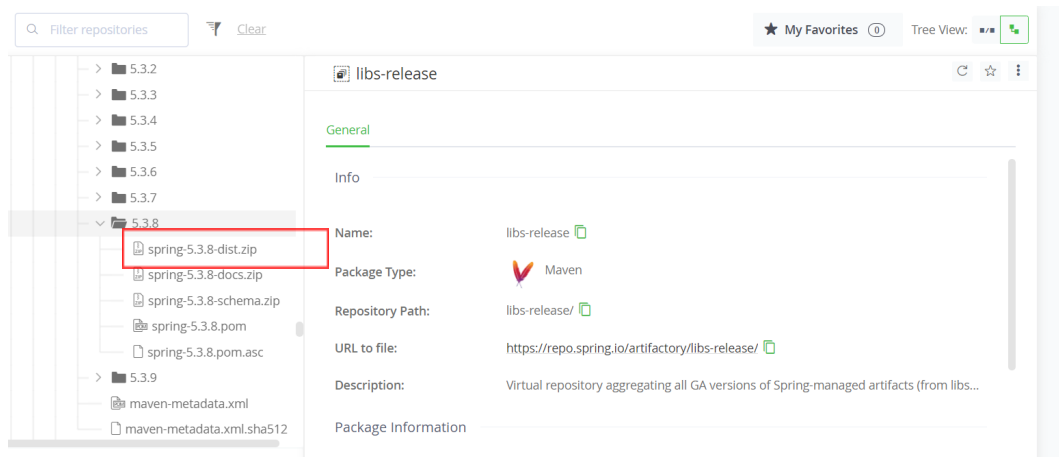 Filter repositories
Clear
My Favorites 0
Tree View:
5.3.2
5.3.3
5.3.4
5.3.5
5.3.6
5.3.7
5.3.8
spring-5.3.8-dist.zip
spring-5.3.8-docs.zip
spring-5.3.8-schema.zip
spring-5.3.8.pom
spring-5.3.8.pom.asc
5.3.9
maven-metadata.xml
maven-metadata.xml.sha512
libs-release
General
Info
Name: libs-release
Package Type: Maven
Repository Path: libs-release/
URL to file: https://repo.spring.io/artifactory/libs-release/
Description: Virtual repository aggregating all GA versions of Spring-managed artifacts (from libs...
Package Information